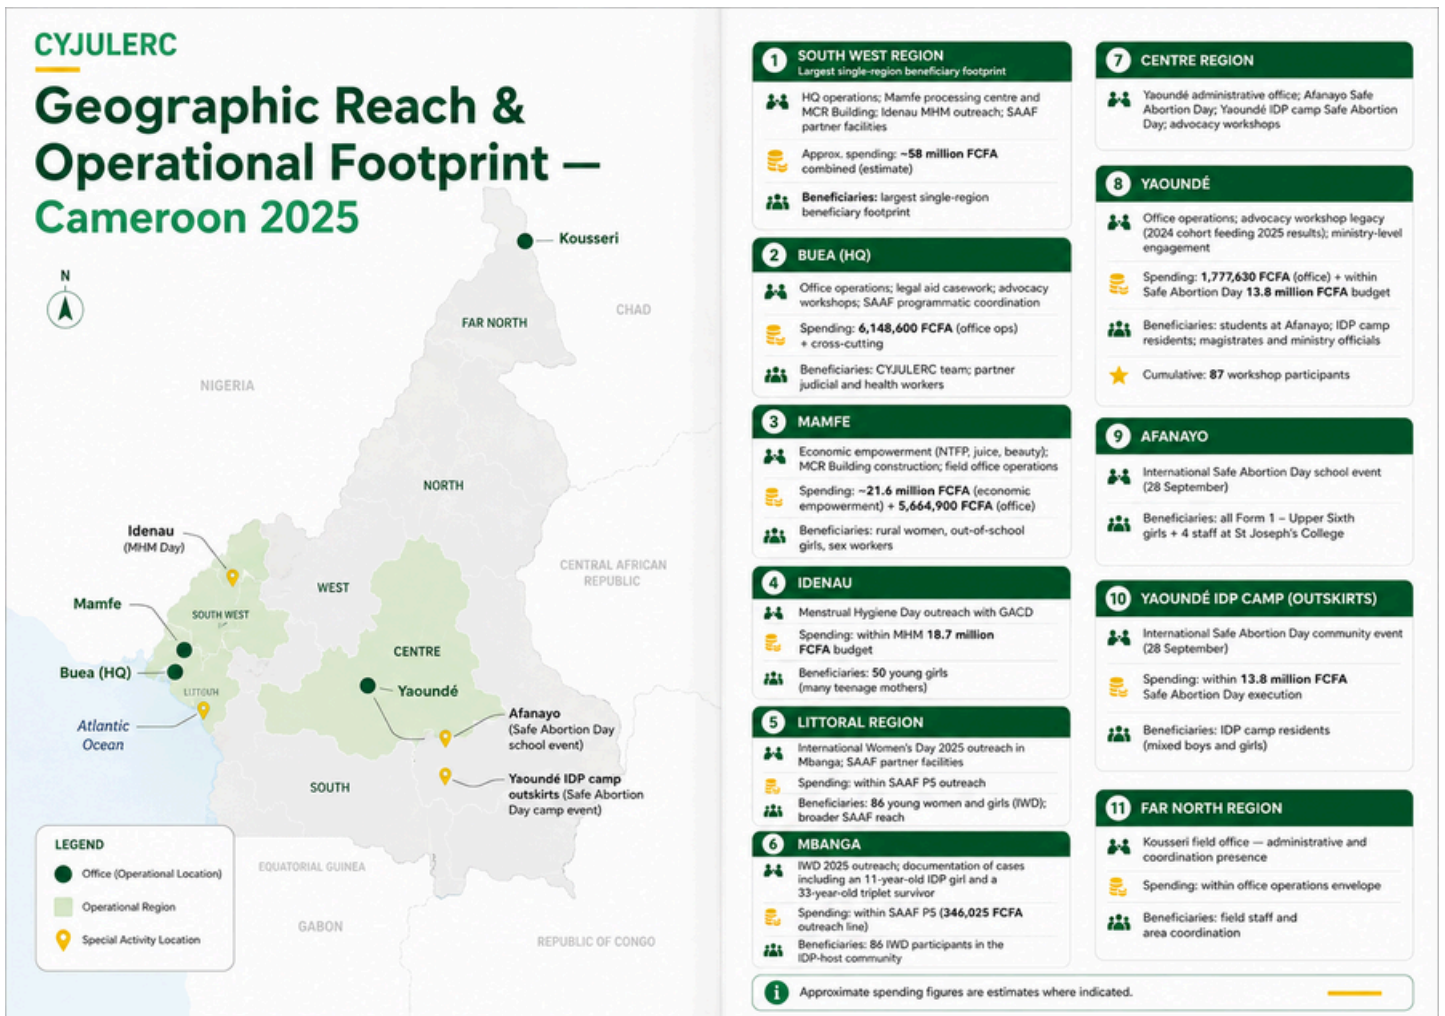 CYJULERC
Geographic Reach &
Operational Footprint —
Cameroon 2025
N
Kousseri
FAR NORTH
CHAD
NIGERIA
NORTH
Idenau
(MHM Day)
CENTRAL AFRICAN
REPUBLIC
WEST
Mamfe
SOUTH WEST
CENTRE
Buea (HQ)
Yaoundé
Atlantic
Ocean
Afanayo
(Safe Abortion Day
school event)
SOUTH
Yaoundé IDP camp
outskirts (Safe Abortion
Day camp event)
LEGEND
Office (Operational Location)
Operational Region
Special Activity Location
EQUATORIAL GUINEA
GABON
REPUBLIC OF CONGO
1 SOUTH WEST REGION
Largest single-region beneficiary footprint
HQ operations; Mamfe processing centre and
MCR Building; Idenau MHM outreach; SAAF
partner facilities
Approx. spending: ~58 million FCFA
combined (estimate)
Beneficiaries: largest single-region
beneficiary footprint
2 BUEA (HQ)
Office operations; legal aid casework; advocacy
workshops; SAAF programmatic coordination
Spending: 6,148,600 FCFA (office ops)
+ cross-cutting
Beneficiaries: CYJULERC team; partner
judicial and health workers
3 MAMFE
Economic empowerment (NTFP, juice, beauty);
MCR Building construction; field office operations
Spending: ~21.6 million FCFA (economic
empowerment) + 5,664,900 FCFA (office)
Beneficiaries: rural women, out-of-school
girls, sex workers
4 IDENAU
Menstrual Hygiene Day outreach with GACD
Spending: within MHM 18.7 million
FCFA budget
Beneficiaries: 50 young girls
(many teenage mothers)
5 LITTORAL REGION
International Women's Day 2025 outreach in
Mbanga; SAAF partner facilities
Spending: within SAAF P5 outreach
Beneficiaries: 86 young women and girls (IWD);
broader SAAF reach
6 MBANGA
IWD 2025 outreach; documentation of cases
including an 11-year-old IDP girl and a
33-year-old triplet survivor
Spending: within SAAF P5 (346,025 FCFA
outreach line)
Beneficiaries: 86 IWD participants in the
IDP-host community
7 CENTRE REGION
Yaoundé administrative office; Afanayo Safe
Abortion Day; Yaoundé IDP camp Safe Abortion
Day; advocacy workshops
8 YAOUNDÉ
Office operations; advocacy workshop legacy
(2024 cohort feeding 2025 results); ministry-level
engagement
Spending: 1,777,630 FCFA (office) + within
Safe Abortion Day 13.8 million FCFA budget
Beneficiaries: students at Afanayo; IDP camp
residents; magistrates and ministry officials
Cumulative: 87 workshop participants
9 AFANAYO
International Safe Abortion Day school event
(28 September)
Beneficiaries: all Form 1 – Upper Sixth
girls + 4 staff at St Joseph's College
10 YAOUNDÉ IDP CAMP (OUTSKIRTS)
International Safe Abortion Day community event
(28 September)
Spending: within 13.8 million FCFA
Safe Abortion Day execution
Beneficiaries: IDP camp residents
(mixed boys and girls)
11 FAR NORTH REGION
Kousseri field office — administrative and
coordination presence
Spending: within office operations envelope
Beneficiaries: field staff and
area coordination
i Approximate spending figures are estimates where indicated.